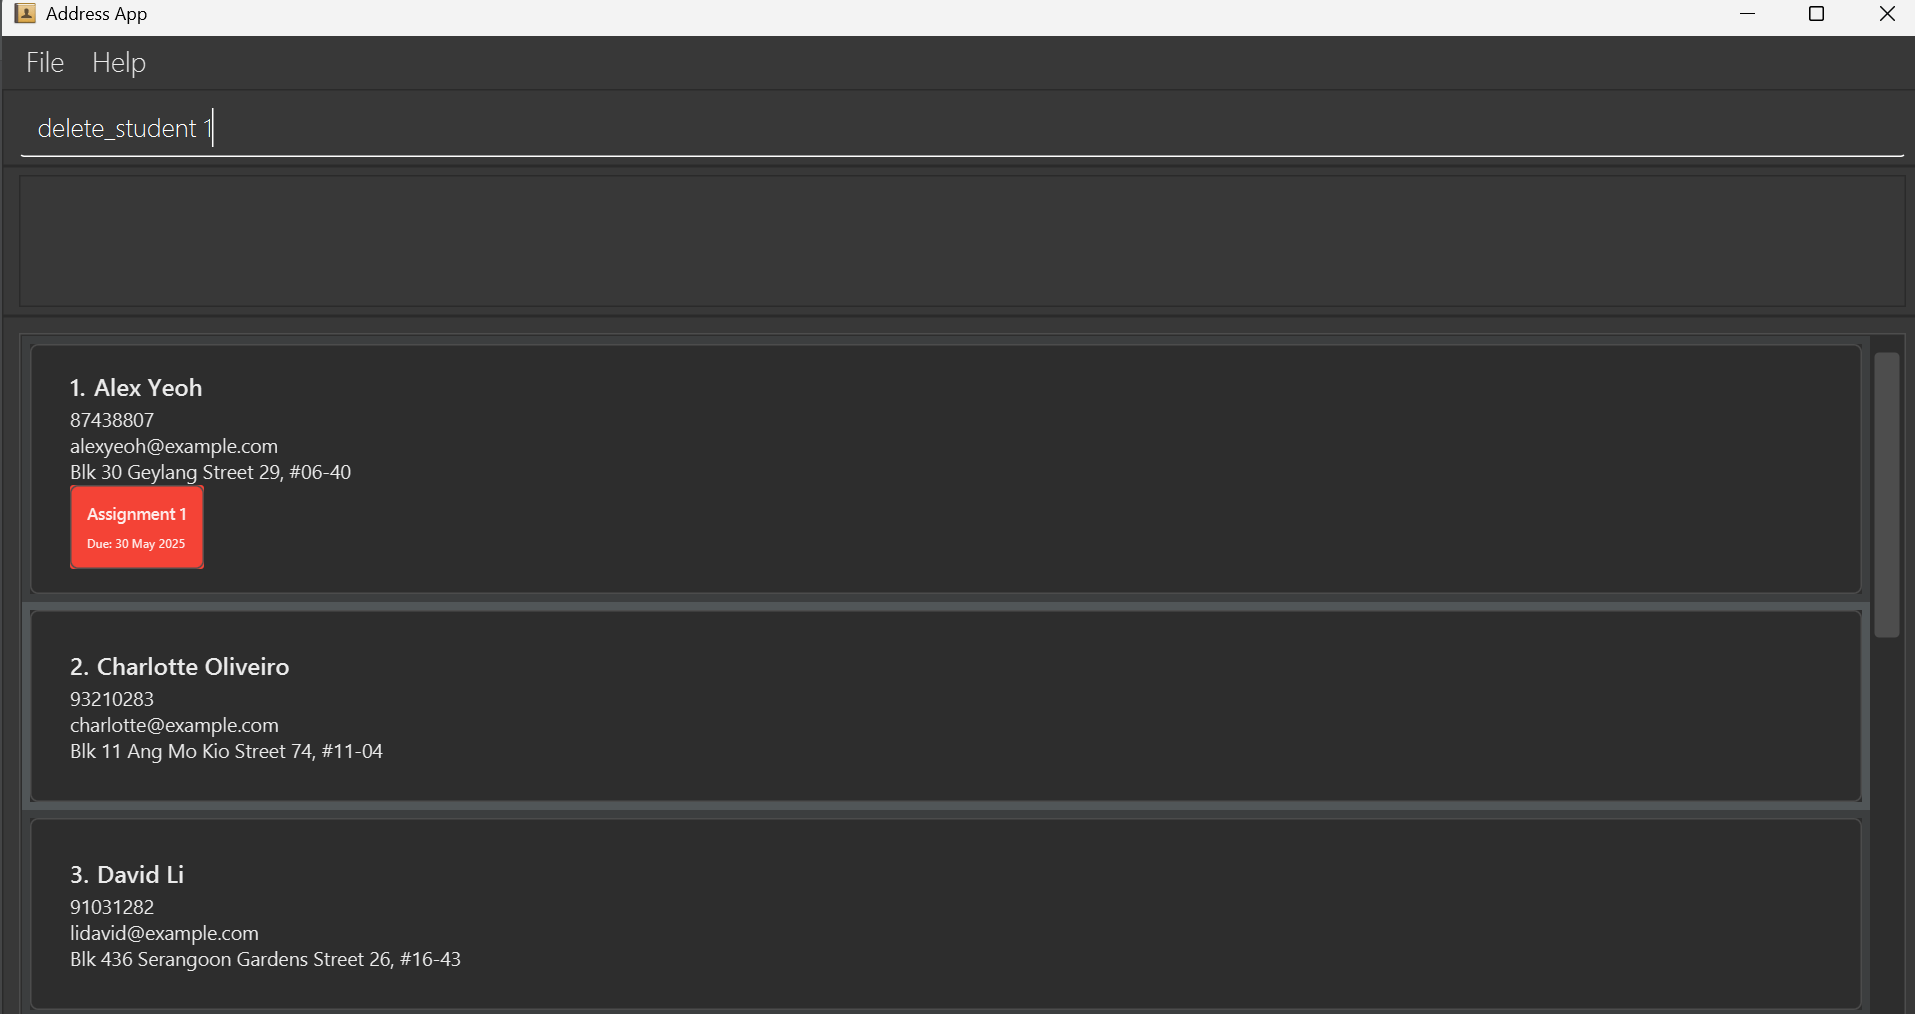 Address App
File Help
delete_student 1
1. Alex Yeoh
87438807
alexyeoh@example.com
Blk 30 Geylang Street 29, #06-40
Assignment 1
Due: 30 May 2025
2. Charlotte Oliveiro
93210283
charlotte@example.com
Blk 11 Ang Mo Kio Street 74, #11-04
3. David Li
91031282
lidavid@example.com
Blk 436 Serangoon Gardens Street 26, #16-43